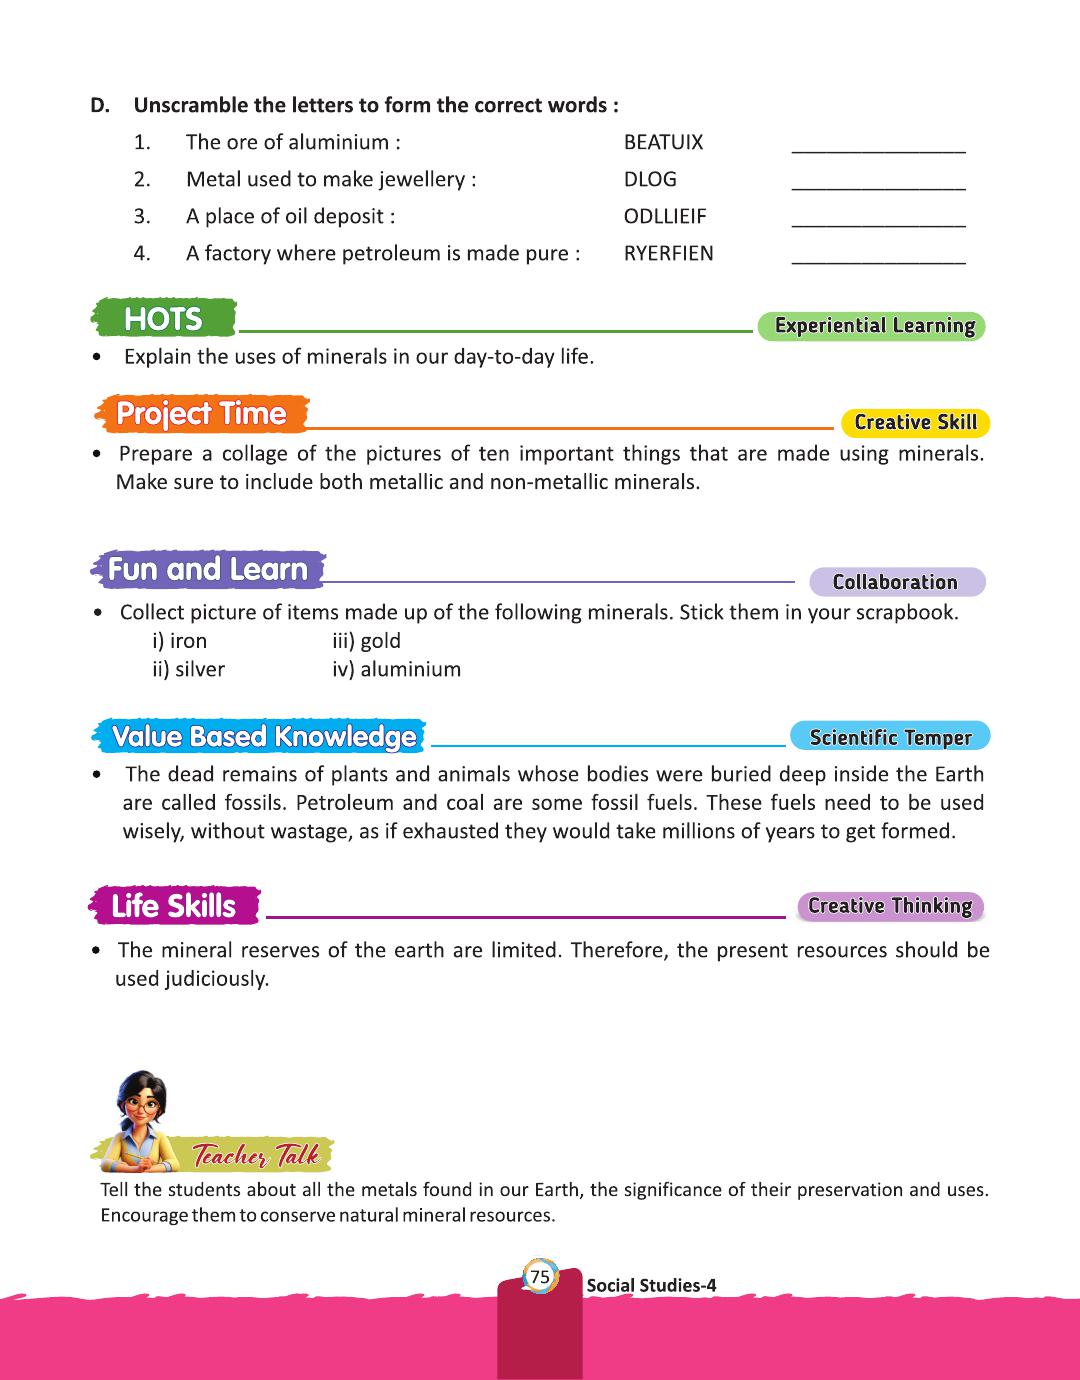 D. Unscramble the letters to form the correct words :
1. The ore of aluminium : BEATUIX _______________
2. Metal used to make jewellery : DLOG _______________
3. A place of oil deposit : ODLLIEIF _______________
4. A factory where petroleum is made pure : RYERFIEN _______________
HOTS Experiential Learning
• Explain the uses of minerals in our day-to-day life.
Project Time Creative Skill
• Prepare a collage of the pictures of ten important things that are made using minerals.
Make sure to include both metallic and non-metallic minerals.
Fun and Learn Collaboration
• Collect picture of items made up of the following minerals. Stick them in your scrapbook.
i) iron iii) gold
ii) silver iv) aluminium
Value Based Knowledge Scientific Temper
• The dead remains of plants and animals whose bodies were buried deep inside the Earth
are called fossils. Petroleum and coal are some fossil fuels. These fuels need to be used
wisely, without wastage, as if exhausted they would take millions of years to get formed.
Life Skills Creative Thinking
• The mineral reserves of the earth are limited. Therefore, the present resources should be
used judiciously.
Teacher Talk
Tell the students about all the metals found in our Earth, the significance of their preservation and uses.
Encourage them to conserve natural mineral resources.
75 Social Studies-4